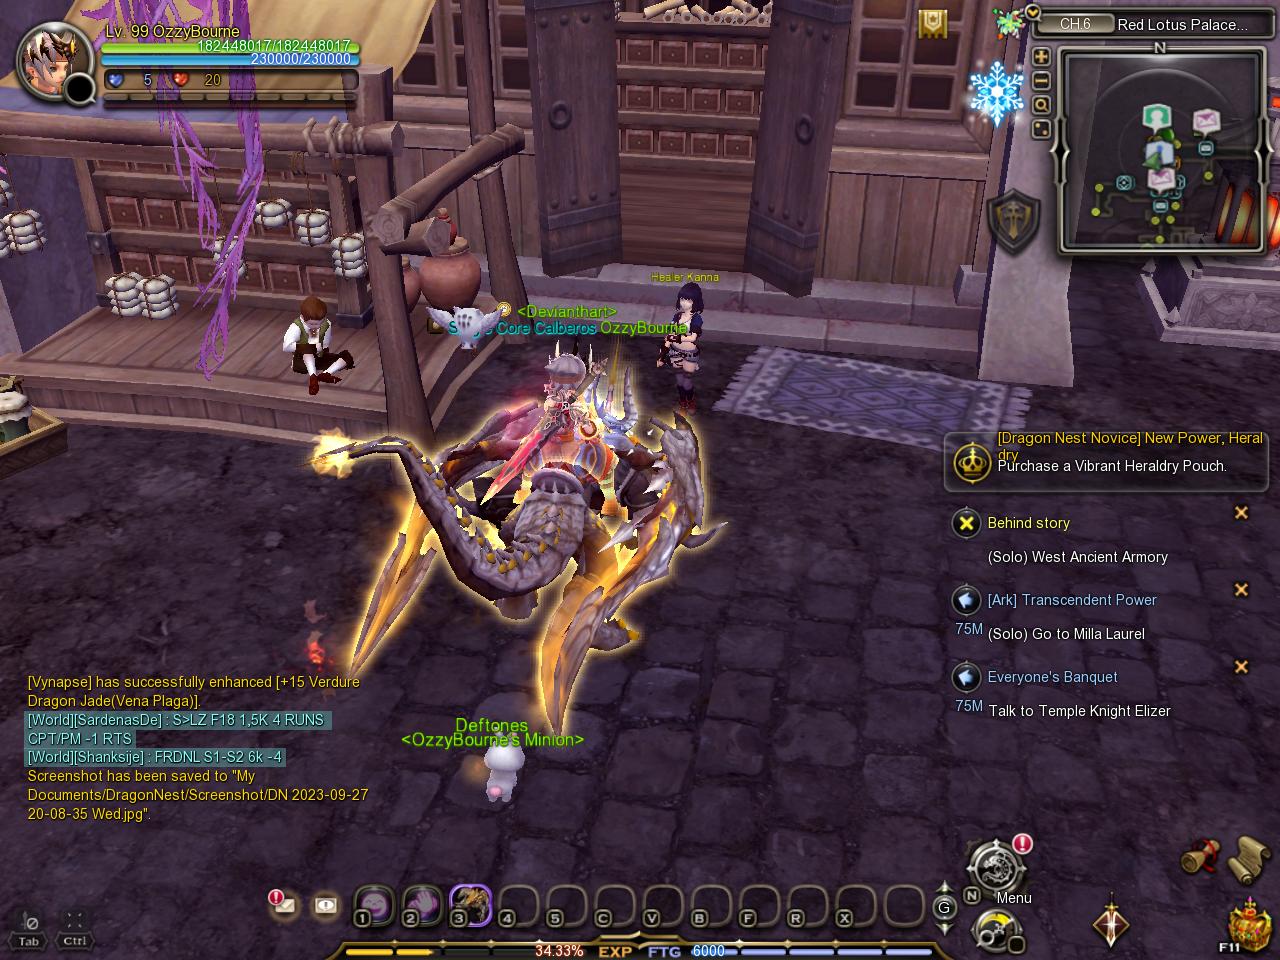 Lv. 99 OzzyBourne
182448017/182448017
230000/230000
5 20
CH.6 Red Lotus Palace...
N
Healer Kanna
<Devianthart>
Core Calberos OzzyBourne
[Dragon Nest Novice] New Power, Heral
dry
Purchase a Vibrant Heraldry Pouch.
Behind story
(Solo) West Ancient Armory
[Ark] Transcendent Power
75M (Solo) Go to Milla Laurel
Everyone's Banquet
75M Talk to Temple Knight Elizer
[Vynapse] has successfully enhanced [+15 Verdure
Dragon Jade(Vena Plaga)].
[World][SardenasDe] : S>LZ F18 1,5K 4 RUNS
CPT/PM -1 RTS
[World][Shanksije] : FRDNL S1-S2 6k -4
Screenshot has been saved to "My
Documents/DragonNest/Screenshot/DN 2023-09-27
20-08-35 Wed.jpg".
Deftones
<OzzyBourne's Minion>
Menu
N
G
1 2 3 4 5 C V B F R X
Tab Ctrl
F11
34.33% EXP FTG 6000